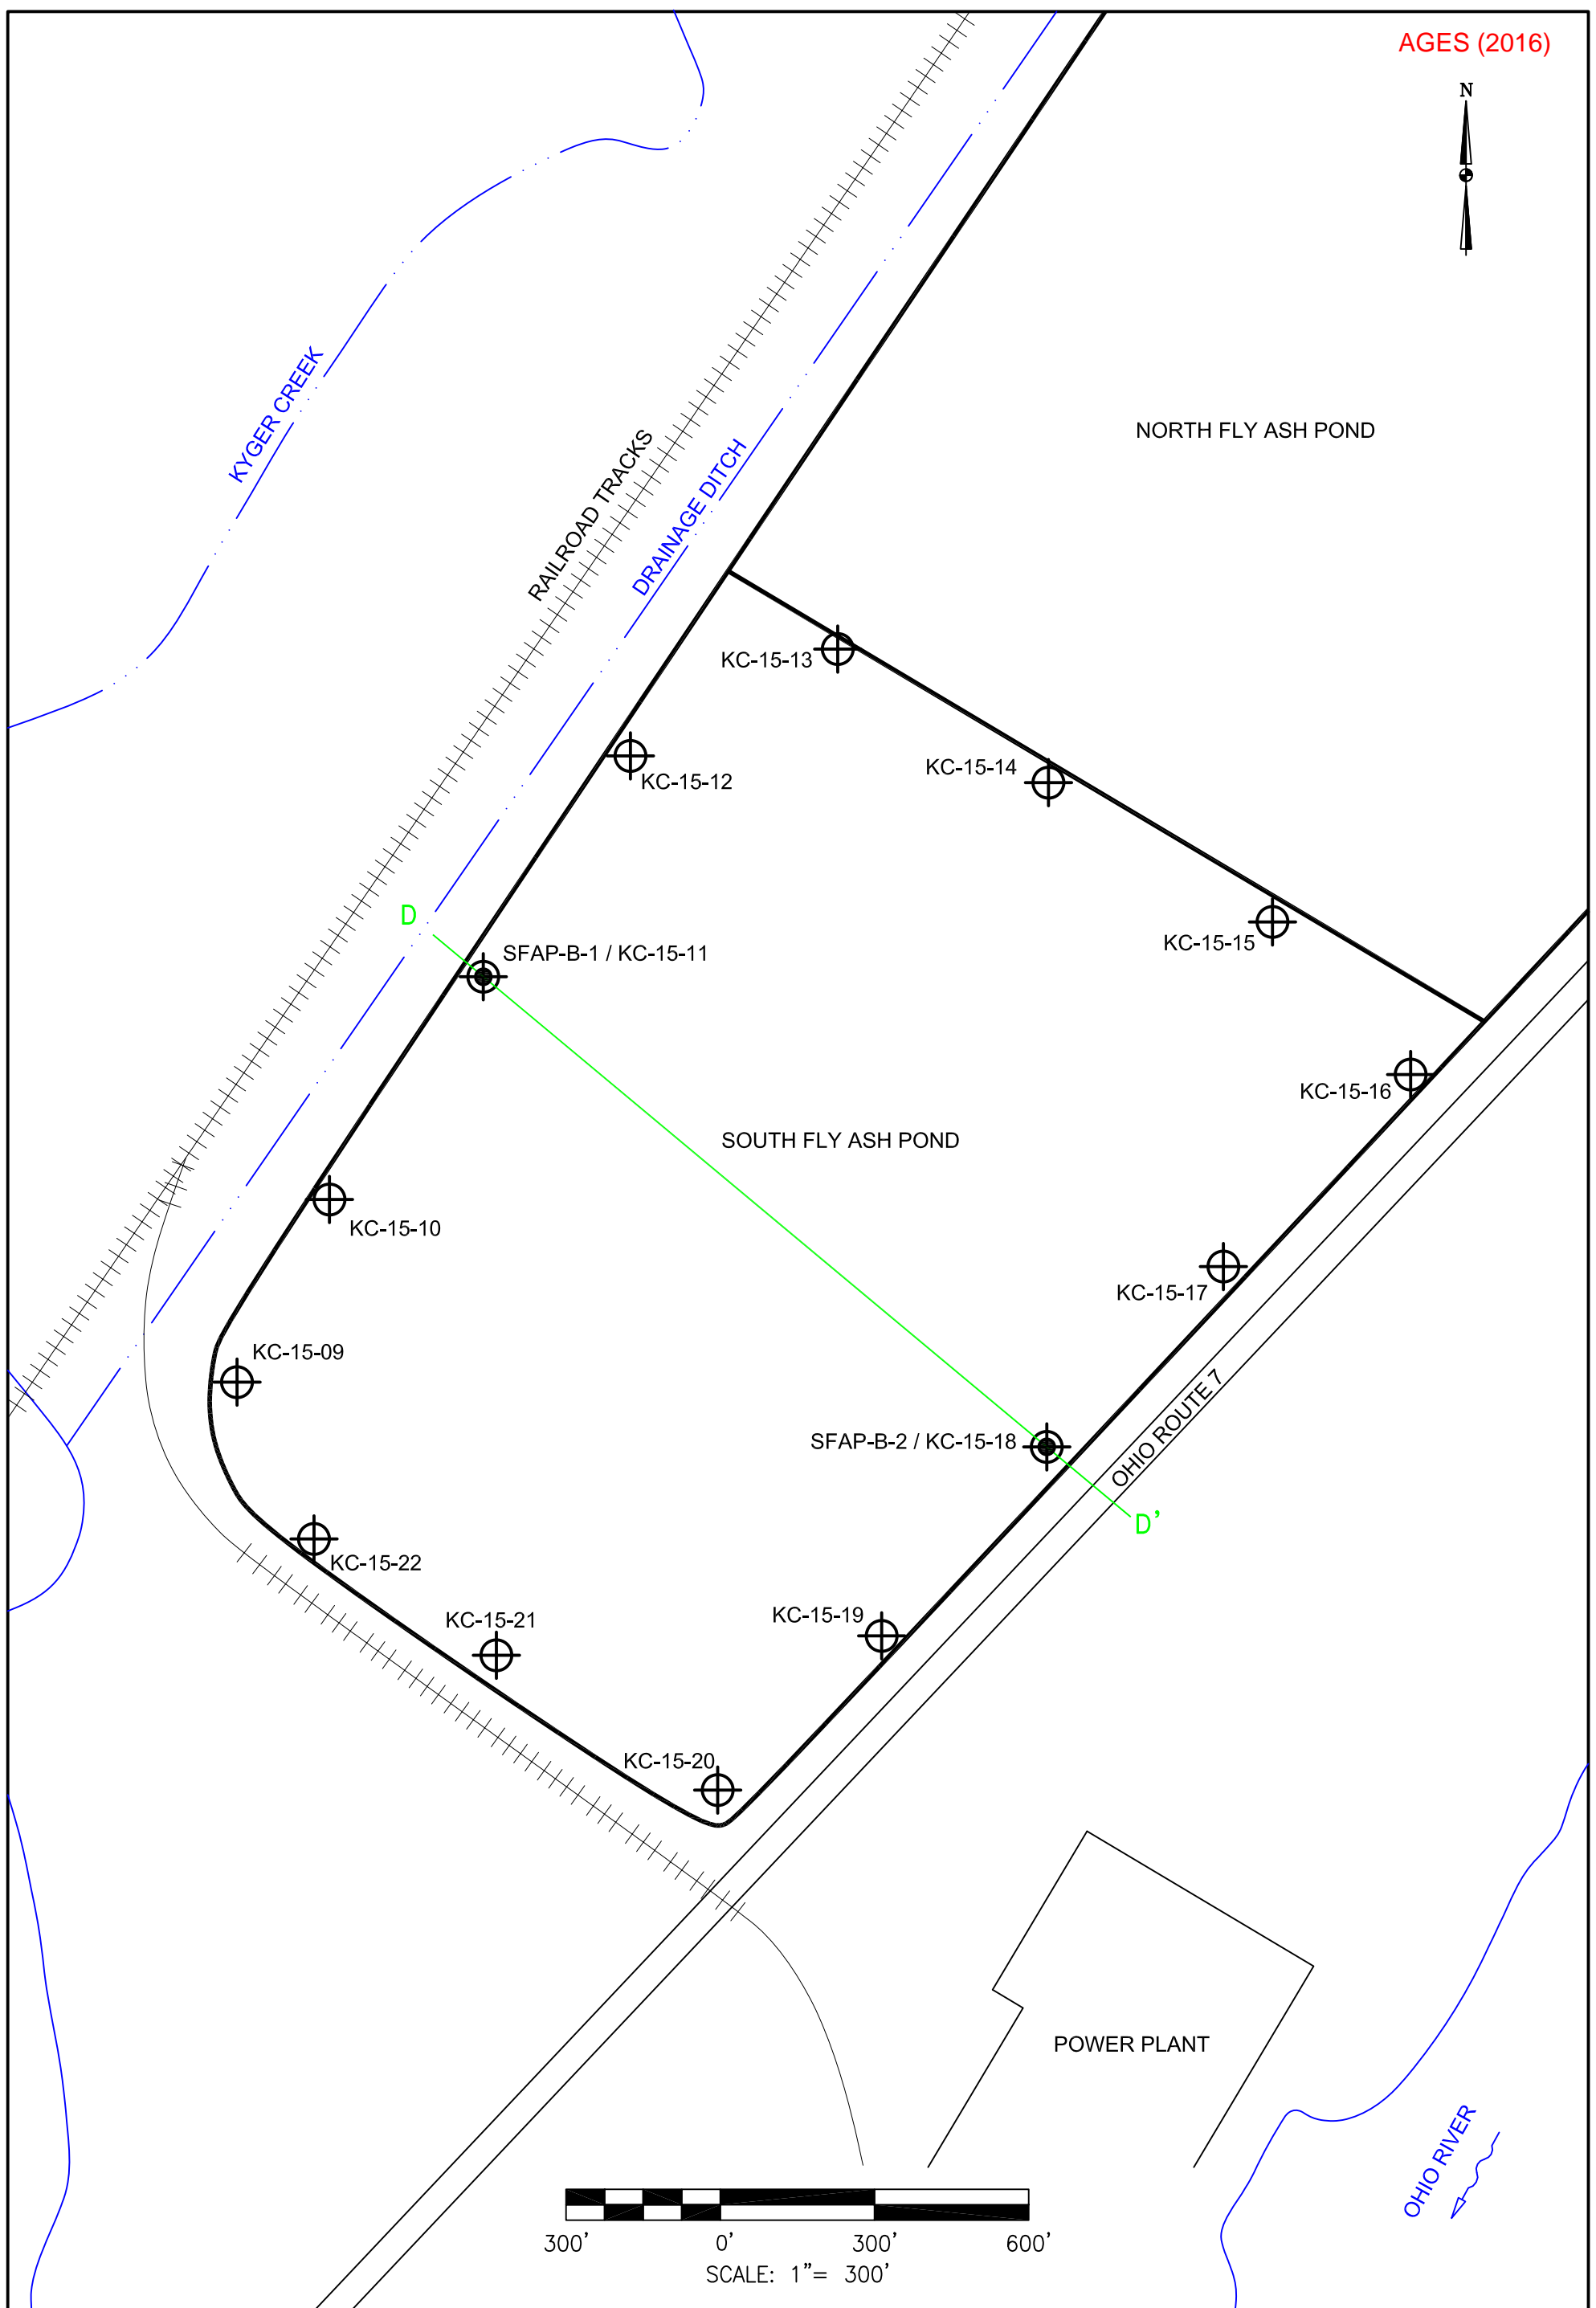 AGES (2016)
N
NORTH FLY ASH POND
KYGER CREEK
RAILROAD TRACKS
DRAINAGE DITCH
KC-15-13
KC-15-12
KC-15-14
D
SFAP-B-1 / KC-15-11
KC-15-15
KC-15-16
SOUTH FLY ASH POND
KC-15-10
KC-15-17
KC-15-09
OHIO ROUTE 7
SFAP-B-2 / KC-15-18
D'
KC-15-22
KC-15-21
KC-15-19
KC-15-20
POWER PLANT
OHIO RIVER
300' 0' 300' 600'
SCALE: 1"= 300'